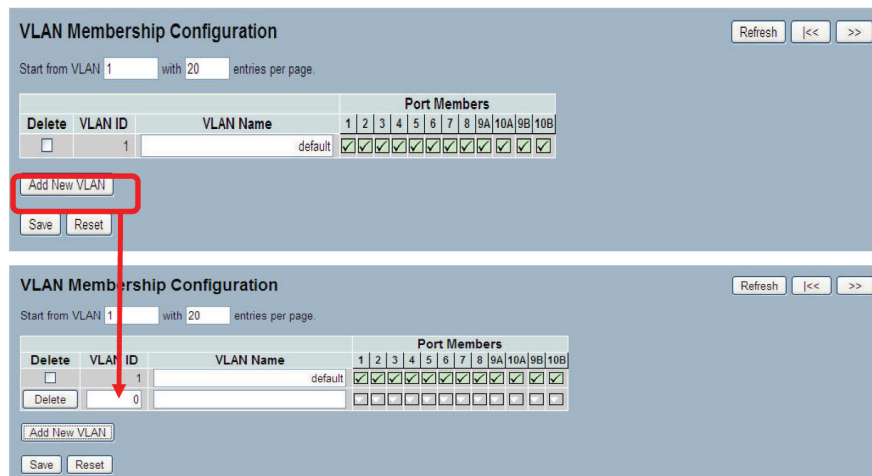 VLAN Membership Configuration
Refresh |<< >>
Start from VLAN 1 with 20 entries per page.
Port Members
Delete VLAN ID VLAN Name 1 2 3 4 5 6 7 8 9A 10A 9B 10B
1 default
Add New VLAN
Save Reset
VLAN Membership Configuration
Refresh |<< >>
Start from VLAN 1 with 20 entries per page.
Port Members
Delete VLAN ID VLAN Name 1 2 3 4 5 6 7 8 9A 10A 9B 10B
1 default
Delete 0
Add New VLAN
Save Reset